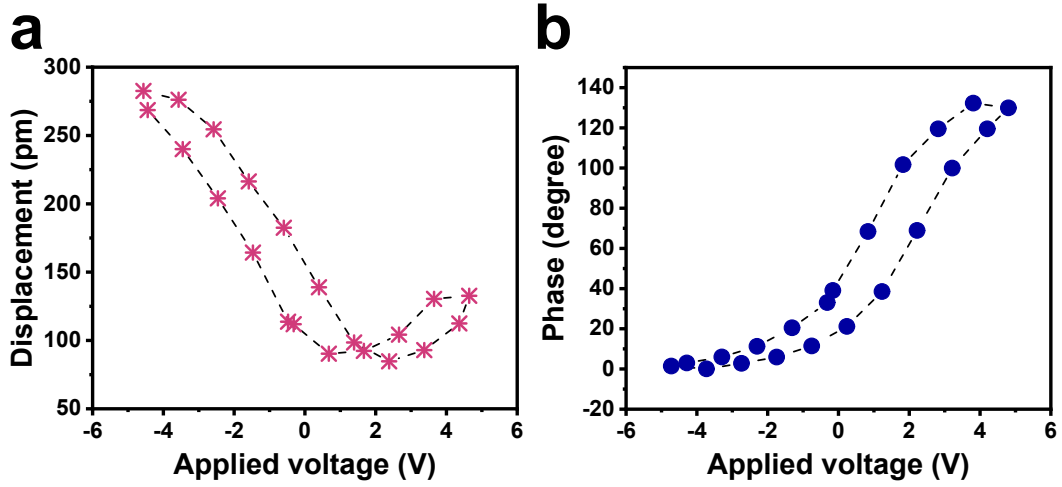 a
Displacement (pm)
300
250
200
150
100
50
-6 -4 -2 0 2 4 6
Applied voltage (V)
b
Phase (degree)
140
120
100
80
60
40
20
0
-20
-6 -4 -2 0 2 4 6
Applied voltage (V)